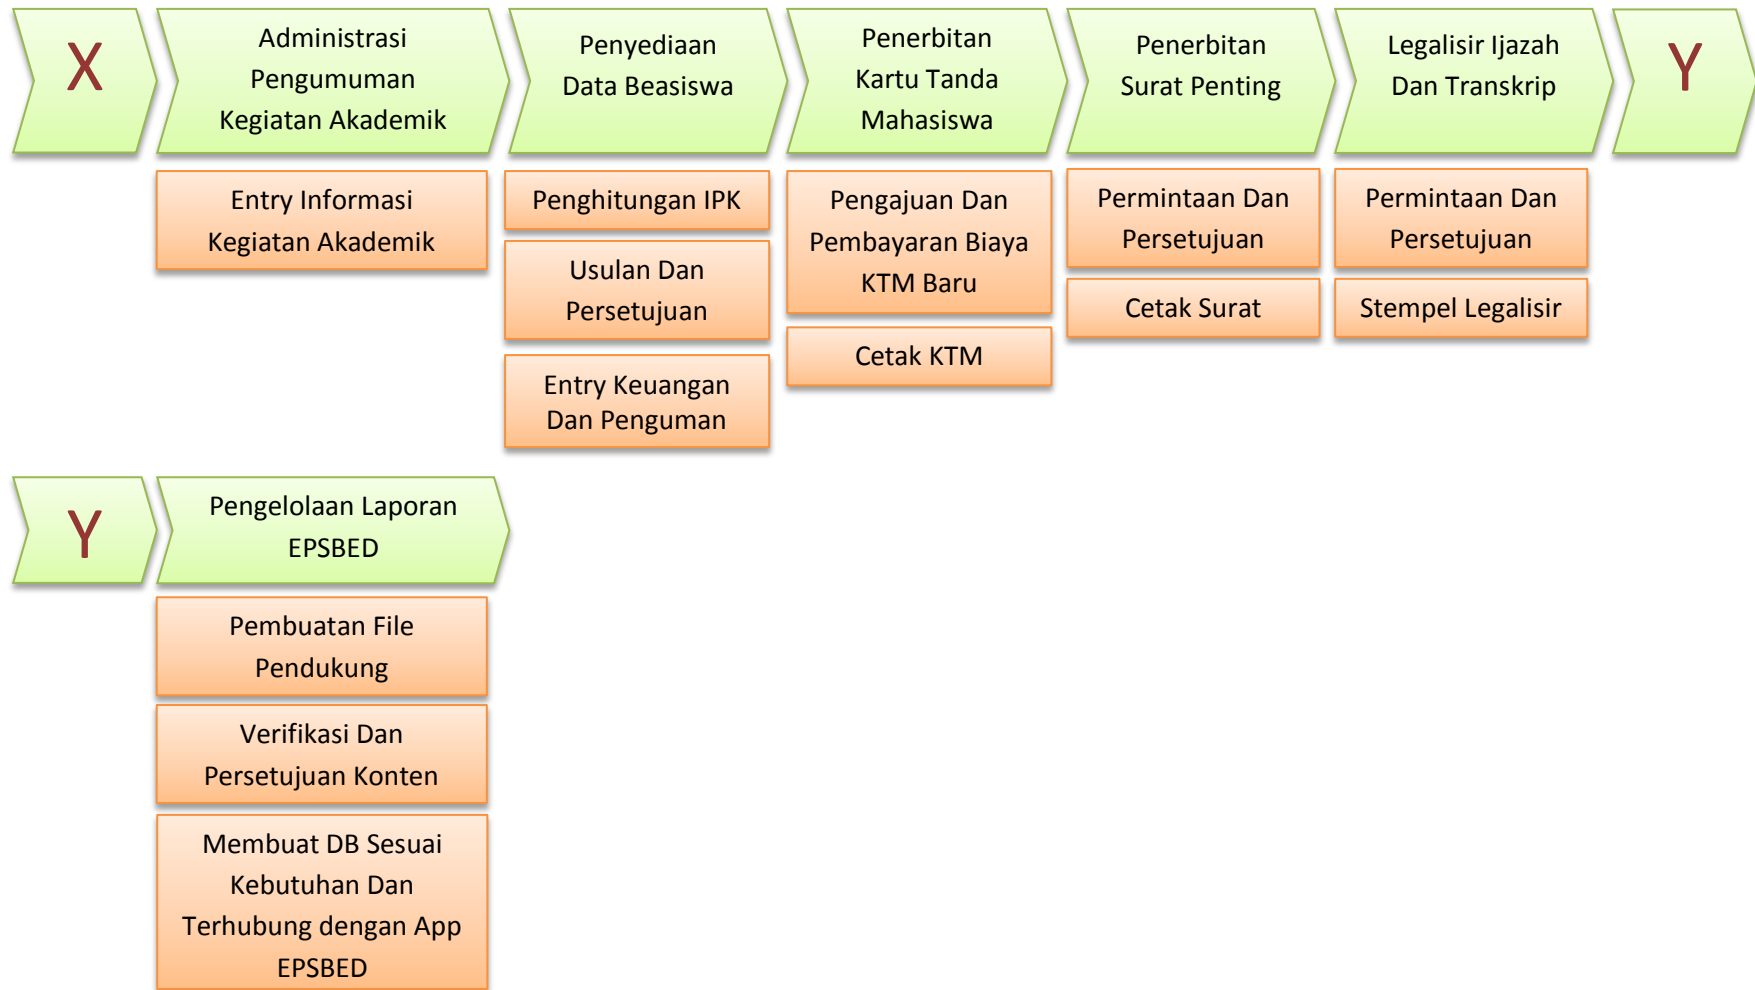 X
Administrasi
Pengumuman
Kegiatan Akademik
Penyediaan
Data Beasiswa
Penerbitan
Kartu Tanda
Mahasiswa
Penerbitan
Surat Penting
Legalisir Ijazah
Dan Transkrip
Y
Entry Informasi
Kegiatan Akademik
Penghitungan IPK
Usulan Dan
Persetujuan
Entry Keuangan
Dan Penguman
Pengajuan Dan
Pembayaran Biaya
KTM Baru
Cetak KTM
Permintaan Dan
Persetujuan
Cetak Surat
Permintaan Dan
Persetujuan
Stempel Legalisir
Y
Pengelolaan Laporan
EPSBED
Pembuatan File
Pendukung
Verifikasi Dan
Persetujuan Konten
Membuat DB Sesuai
Kebutuhan Dan
Terhubung dengan App
EPSBED